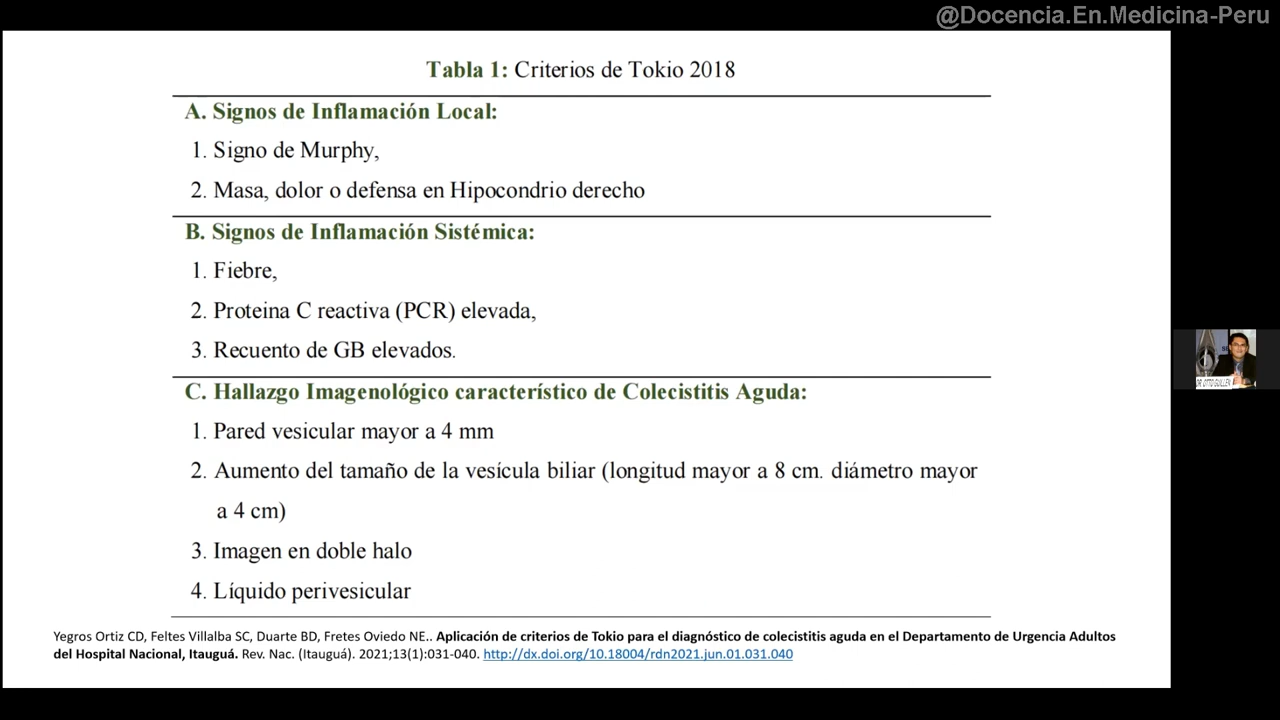 @Docencia.En.Medicina-Peru
Tabla 1: Criterios de Tokio 2018
A. Signos de Inflamación Local:
1. Signo de Murphy,
2. Masa, dolor o defensa en Hipocondrio derecho
B. Signos de Inflamación Sistémica:
1. Fiebre,
2. Proteina C reactiva (PCR) elevada,
3. Recuento de GB elevados.
C. Hallazgo Imagenológico característico de Colecistitis Aguda:
1. Pared vesicular mayor a 4 mm
2. Aumento del tamaño de la vesícula biliar (longitud mayor a 8 cm. diámetro mayor
a 4 cm)
3. Imagen en doble halo
4. Líquido perivesicular
Yegros Ortiz CD, Feltes Villalba SC, Duarte BD, Fretes Oviedo NE.. Aplicación de criterios de Tokio para el diagnóstico de colecistitis aguda en el Departamento de Urgencia Adultos
del Hospital Nacional, Itauguá. Rev. Nac. (Itauguá). 2021;13(1):031-040. http://dx.doi.org/10.18004/rdn2021.jun.01.031.040
DR. OTTO GUILLEN